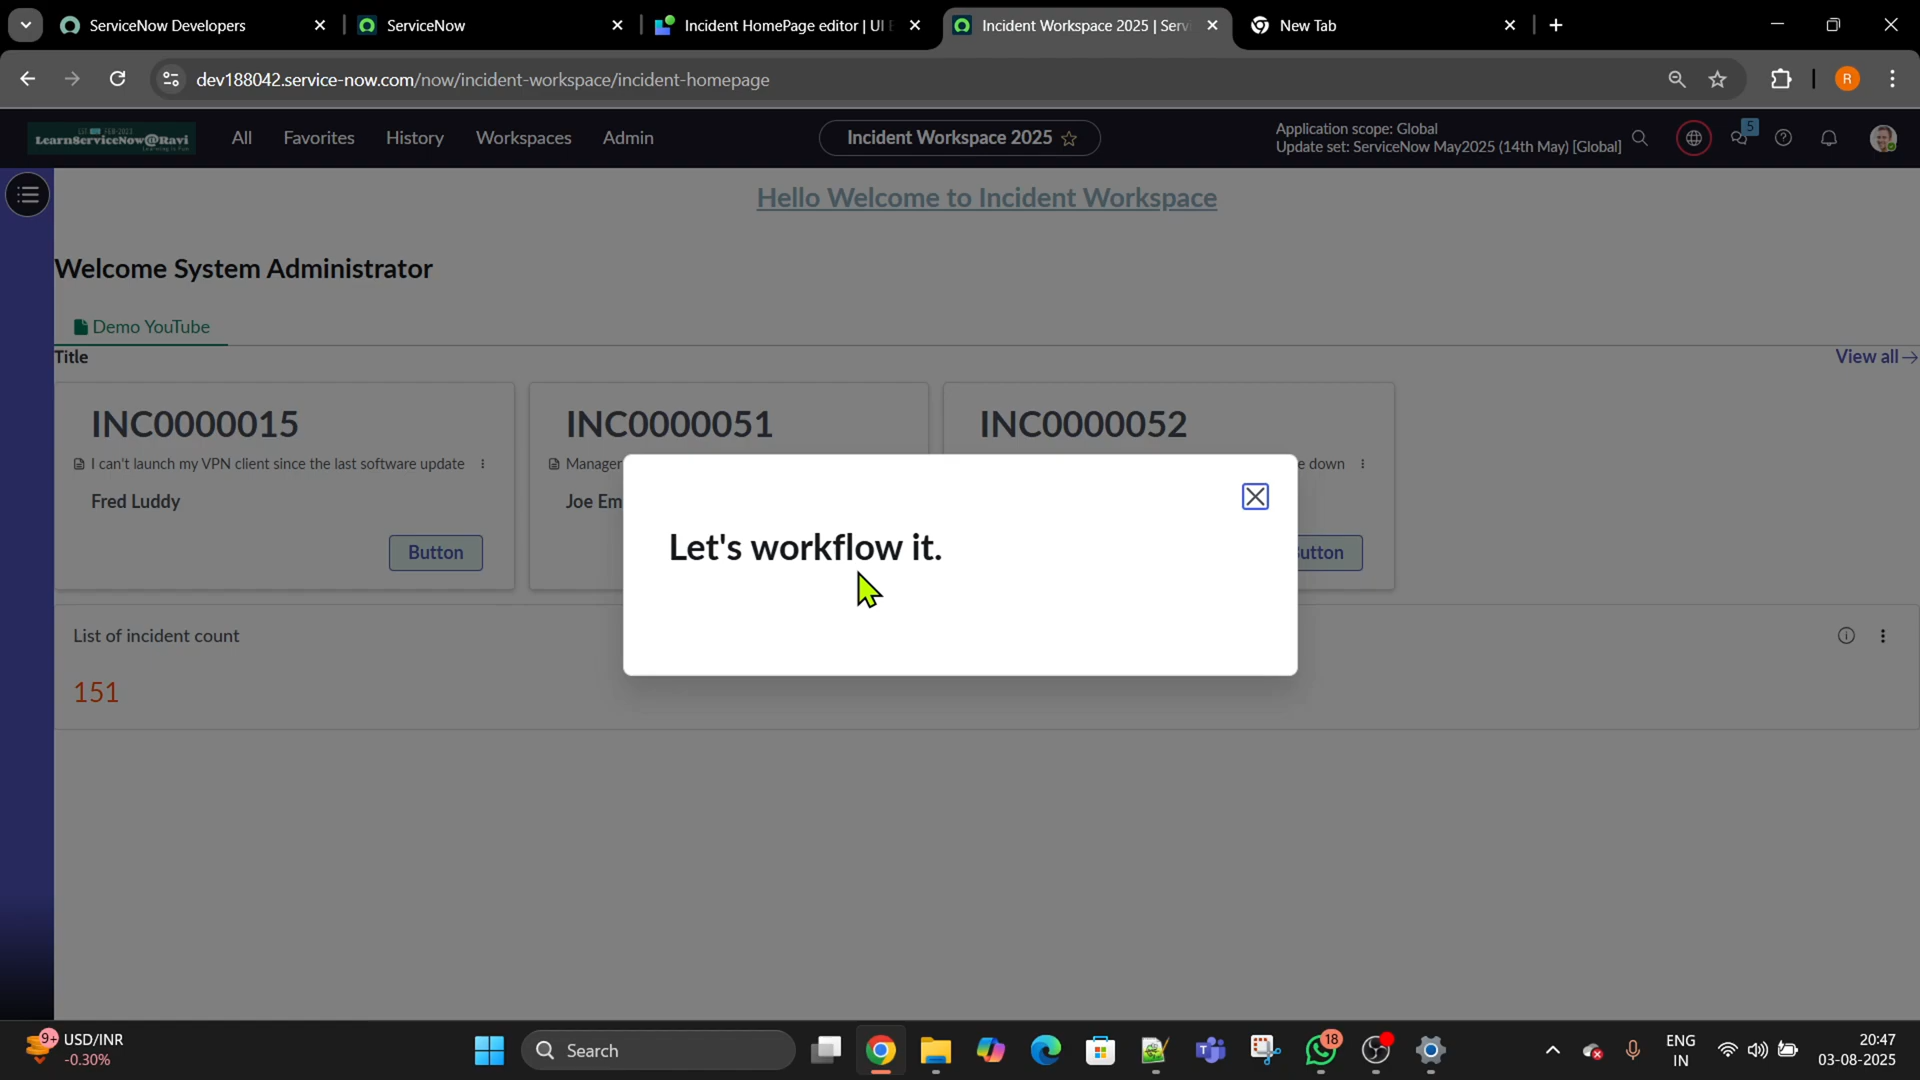 ServiceNow Developers
ServiceNow
Incident HomePage editor | UI
Incident Workspace 2025 | Serv
New Tab
dev188042.service-now.com/now/incident-workspace/incident-homepage
R
LearnServiceNow@Ravi
All
Favorites
History
Workspaces
Admin
Incident Workspace 2025
Application scope: Global
Update set: ServiceNow May2025 (14th May) [Global]
5
Hello Welcome to Incident Workspace
Welcome System Administrator
Demo YouTube
Title
View all
INC0000015
INC0000051
INC0000052
I can't launch my VPN client since the last software update
Manager
e down
Fred Luddy
Joe Em
Button
utton
Let's workflow it.
List of incident count
151
9+
USD/INR
-0.30%
Search
18
ENG
IN
20:47
03-08-2025